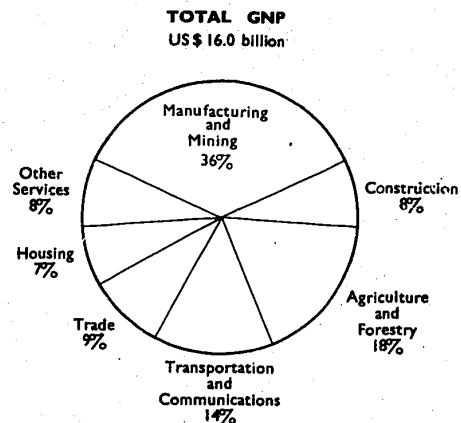 TOTAL GNP
US$ 16.0 billion
Manufacturing
and
Mining
36%
Construction
8%
Agriculture
and
Forestry
18%
Transportation
and
Communications
14%
Trade
9%
Housing
7%
Other
Services
8%